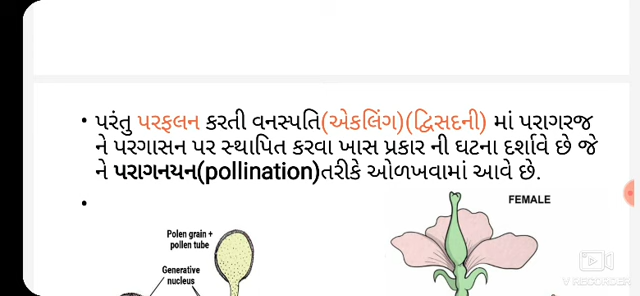 • પરંતુ પરફલન કરતી વનસ્પતિ(એકલિંગ)(દ્વિસદની) માં પરાગરજ
ને પરગાસન પર સ્થાપિત કરવા ખાસ પ્રકાર ની ઘટના દર્શાવે છે જે
ને પરાગનયન(pollination)તરીકે ઓળખવામાં આવે છે.
•
FEMALE
Polen grain +
pollen tube
Generative
nucleus
V RECORDER